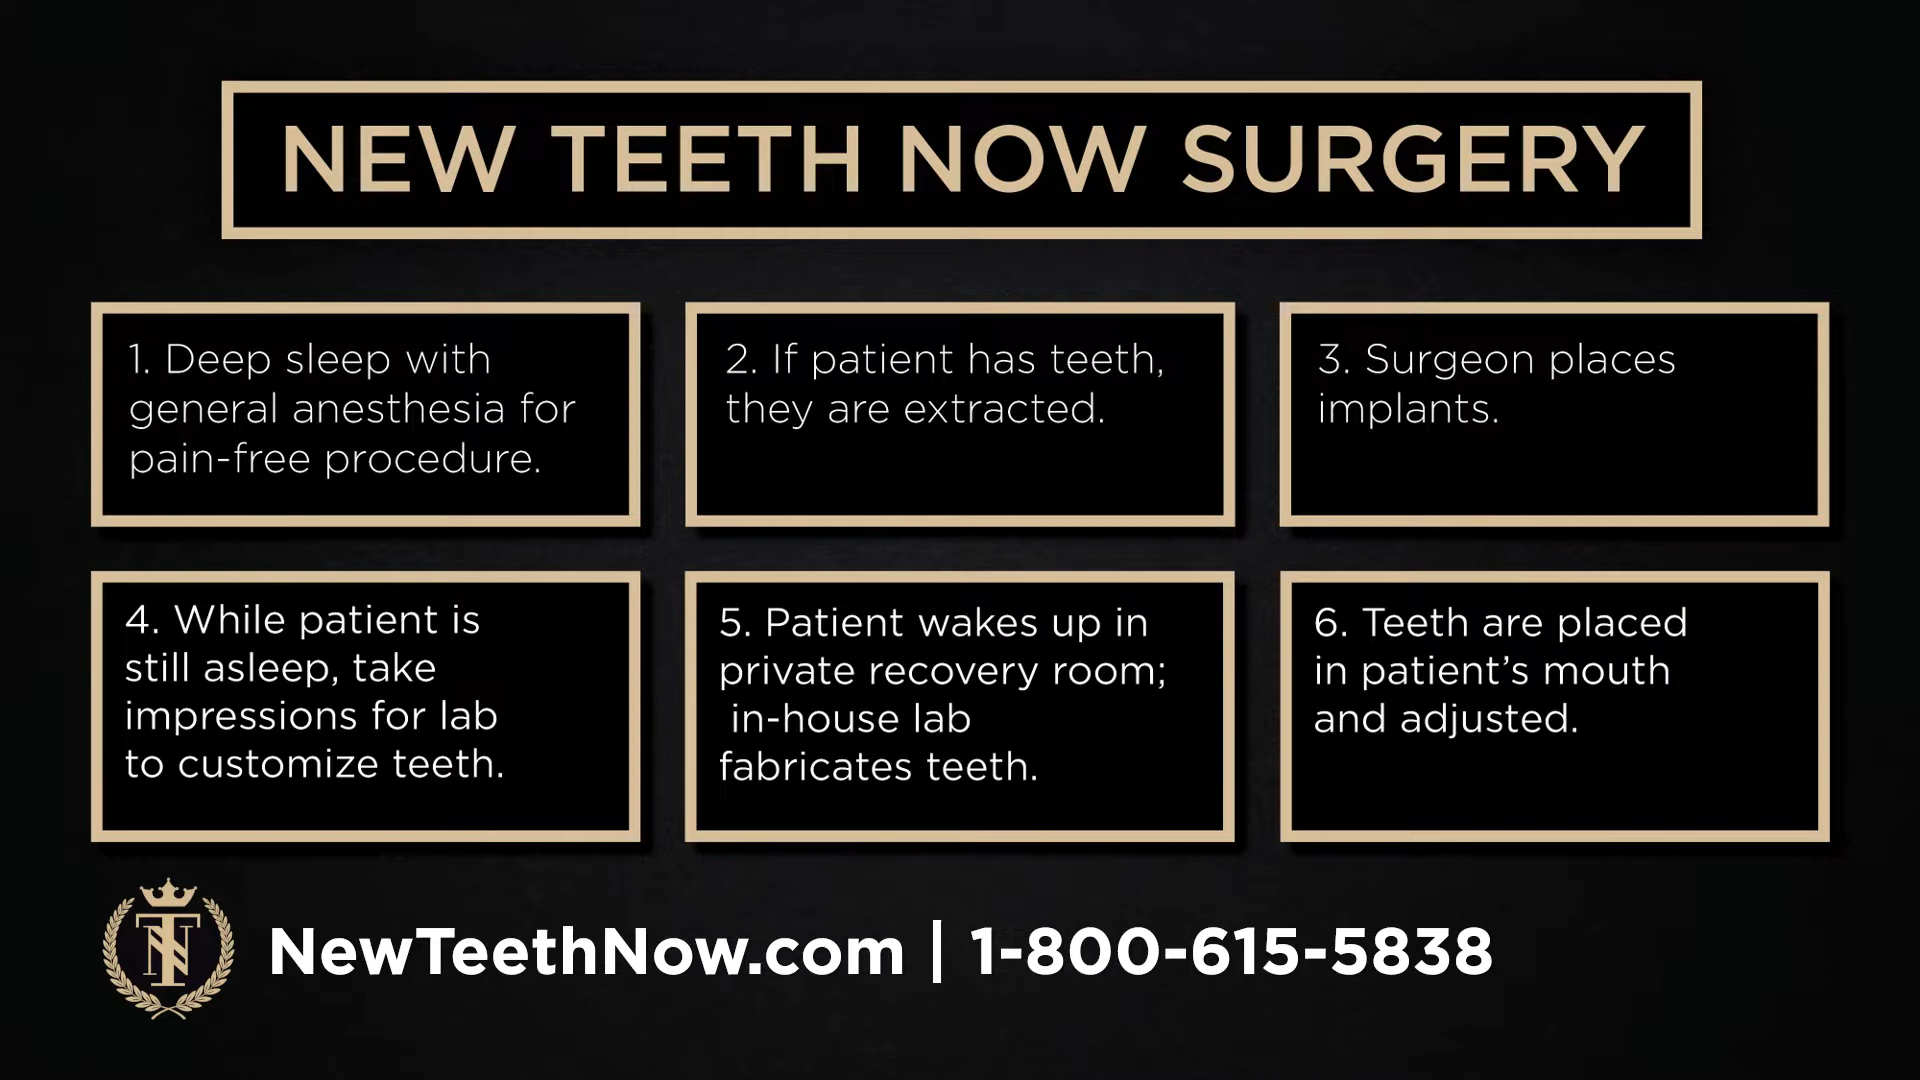 NEW TEETH NOW SURGERY
1. Deep sleep with
general anesthesia for
pain-free procedure.
2. If patient has teeth,
they are extracted.
3. Surgeon places
implants.
4. While patient is
still asleep, take
impressions for lab
to customize teeth.
5. Patient wakes up in
private recovery room;
in-house lab
fabricates teeth.
6. Teeth are placed
in patient’s mouth
and adjusted.
TN
NewTeethNow.com | 1-800-615-5838